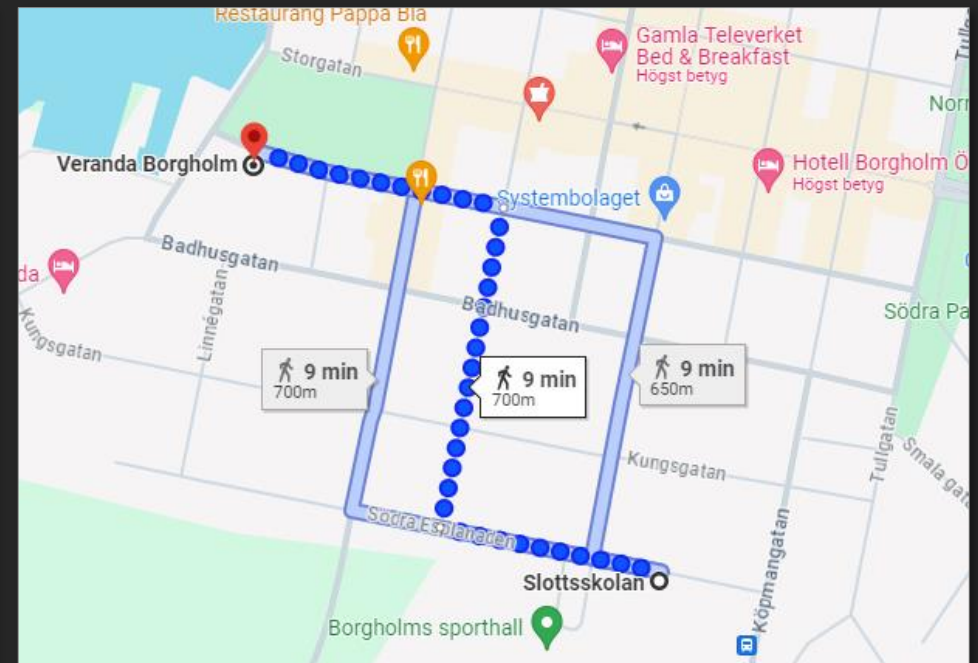 Restaurang Pappa Bla
Storgatan
Gamla Televerket
Bed & Breakfast
Högst betyg
Norr
Veranda Borgholm
Systembolaget
Hotell Borgholm Ö
Högst betyg
Badhusgatan
da
Kungsgatan
Linnégatan
Badhusgatan
Södra Pa
9 min
700m
9 min
700m
9 min
650m
Kungsgatan
Tullgatan
Smala gat
Södra Esplanaden
Slottsskolan
Köpmangatan
Borgholms sporthall